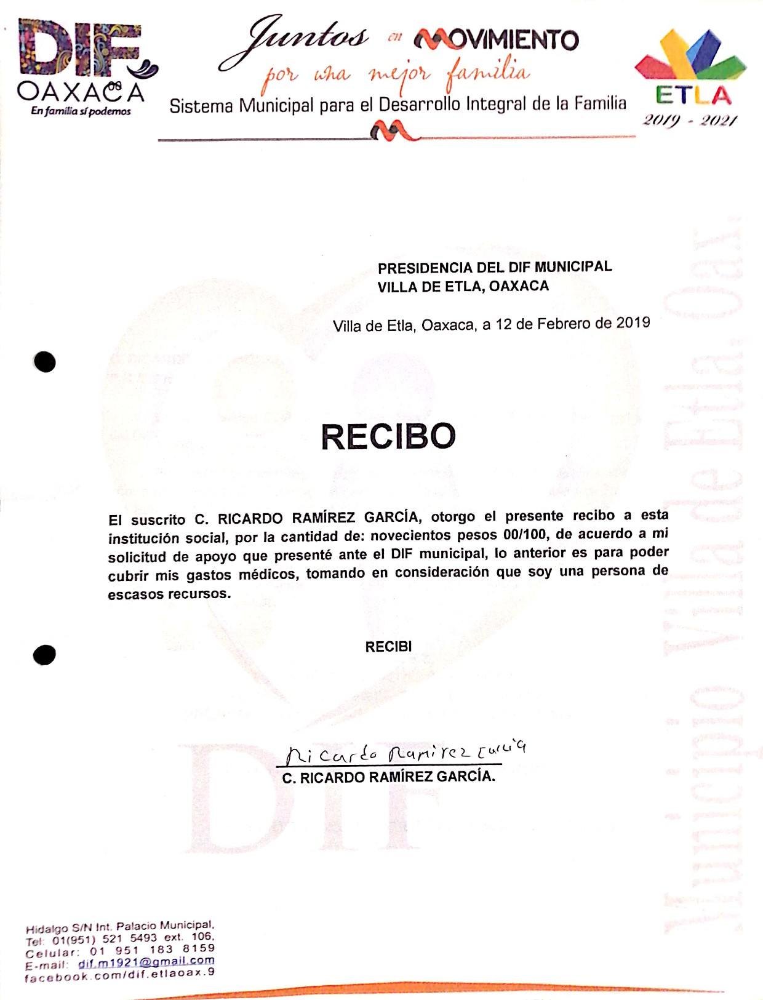 DIF
OAXACA
En familia sí podemos
Juntos en MOVIMIENTO
por una mejor familia
Sistema Municipal para el Desarrollo Integral de la Familia
ETLA
2019 - 2021
PRESIDENCIA DEL DIF MUNICIPAL
VILLA DE ETLA, OAXACA
Villa de Etla, Oaxaca, a 12 de Febrero de 2019
RECIBO
El suscrito C. RICARDO RAMÍREZ GARCÍA, otorgo el presente recibo a esta
institución social, por la cantidad de: novecientos pesos 00/100, de acuerdo a mi
solicitud de apoyo que presenté ante el DIF municipal, lo anterior es para poder
cubrir mis gastos médicos, tomando en consideración que soy una persona de
escasos recursos.
RECIBI
Ricardo Ramirez Garcia
C. RICARDO RAMÍREZ GARCÍA.
DIF
Municipio Villa de Etla, Oax.
Hidalgo S/N Int. Palacio Municipal,
Tel: 01(951) 521 5493 ext. 106,
Celular: 01 951 183 8159
E-mail: dif.m1921@gmail.com
facebook.com/dif.etlaoax.9